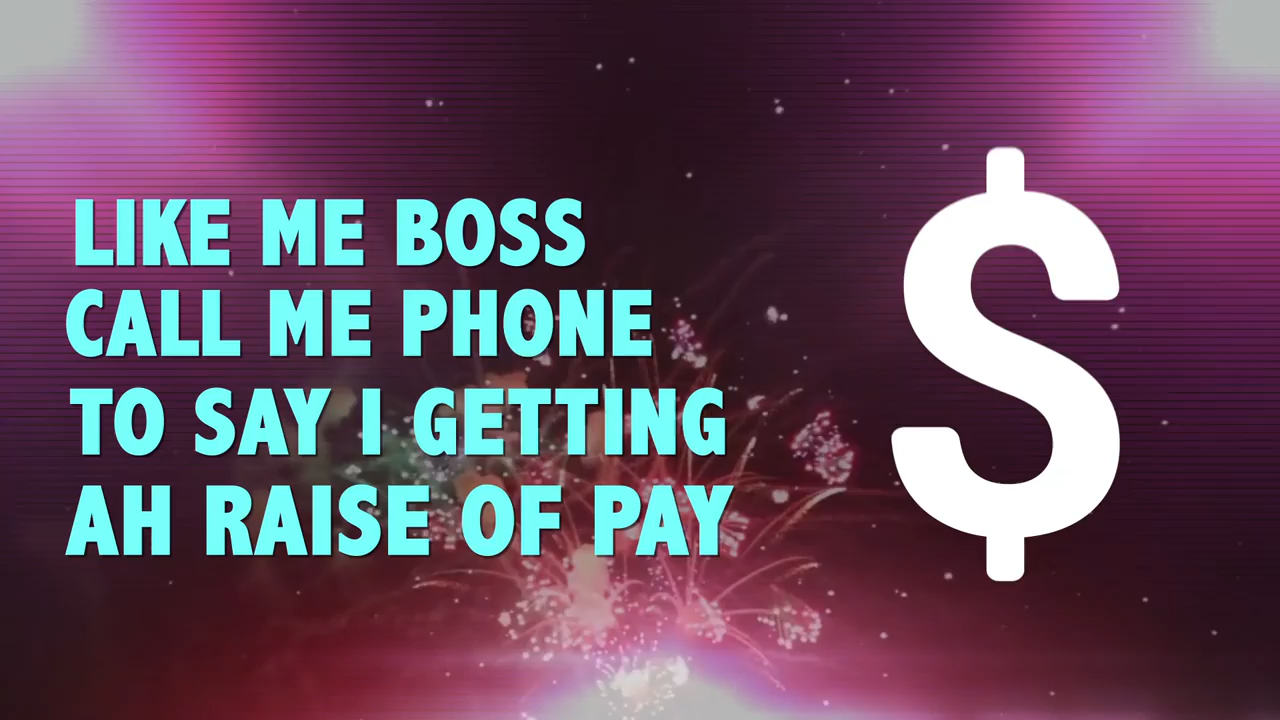 LIKE ME BOSS
CALL ME PHONE
TO SAY I GETTING
AH RAISE OF PAY
$